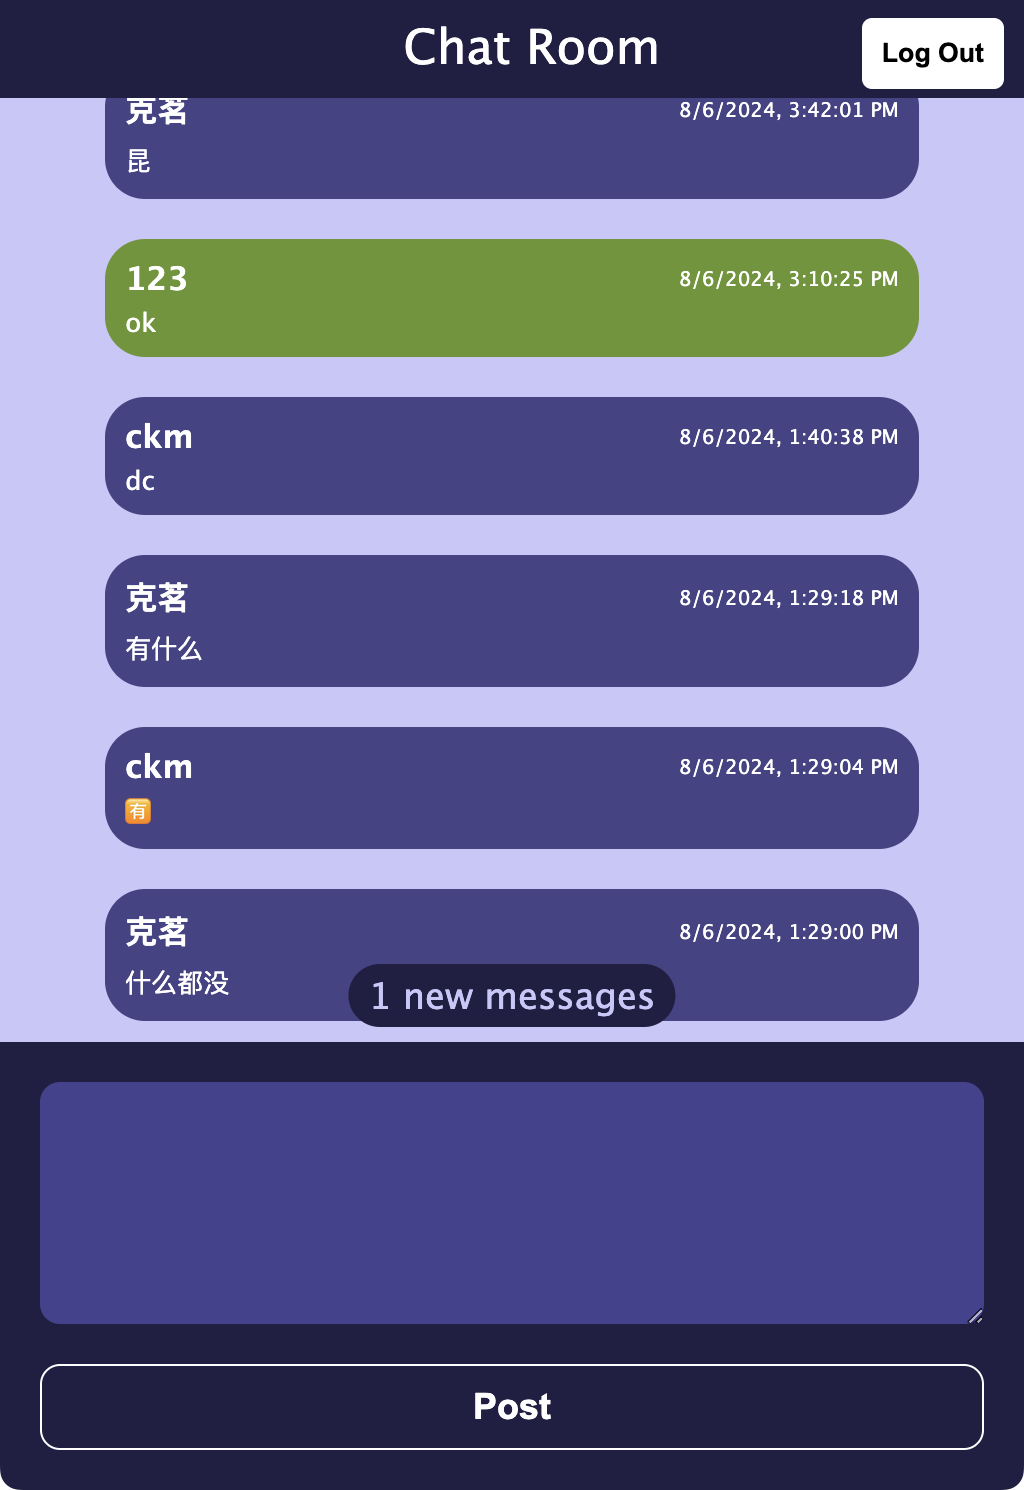 Chat Room
Log Out
克茗
8/6/2024, 3:42:01 PM
昆
123
8/6/2024, 3:10:25 PM
ok
ckm
8/6/2024, 1:40:38 PM
dc
克茗
8/6/2024, 1:29:18 PM
有什么
ckm
8/6/2024, 1:29:04 PM
🈶
克茗
8/6/2024, 1:29:00 PM
什么都没
1 new messages
Post